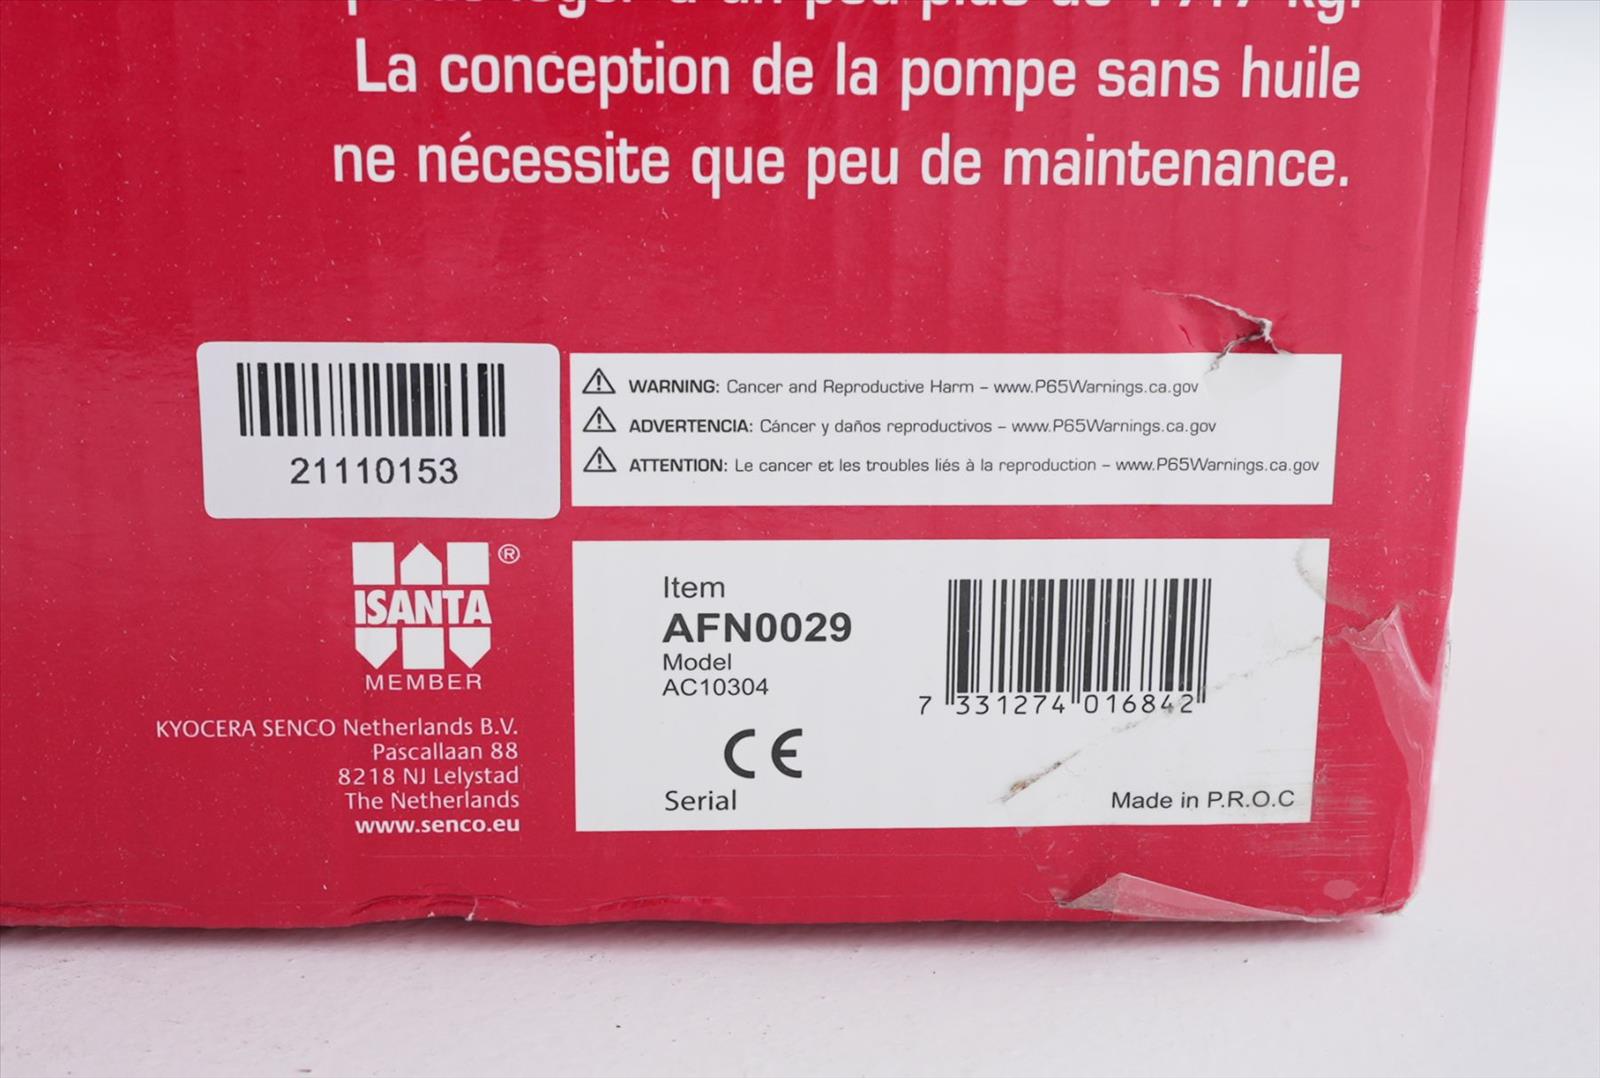 La conception de la pompe sans huile
ne nécessite que peu de maintenance.
21110153
WARNING: Cancer and Reproductive Harm – www.P65Warnings.ca.gov
ADVERTENCIA: Cáncer y daños reproductivos – www.P65Warnings.ca.gov
ATTENTION: Le cancer et les troubles liés à la reproduction – www.P65Warnings.ca.gov
®
ISANTA
MEMBER
KYOCERA SENCO Netherlands B.V.
Pascallaan 88
8218 NJ Lelystad
The Netherlands
www.senco.eu
Item
AFN0029
Model
AC10304
CE
Serial
7 331274 016842
Made in P.R.O.C